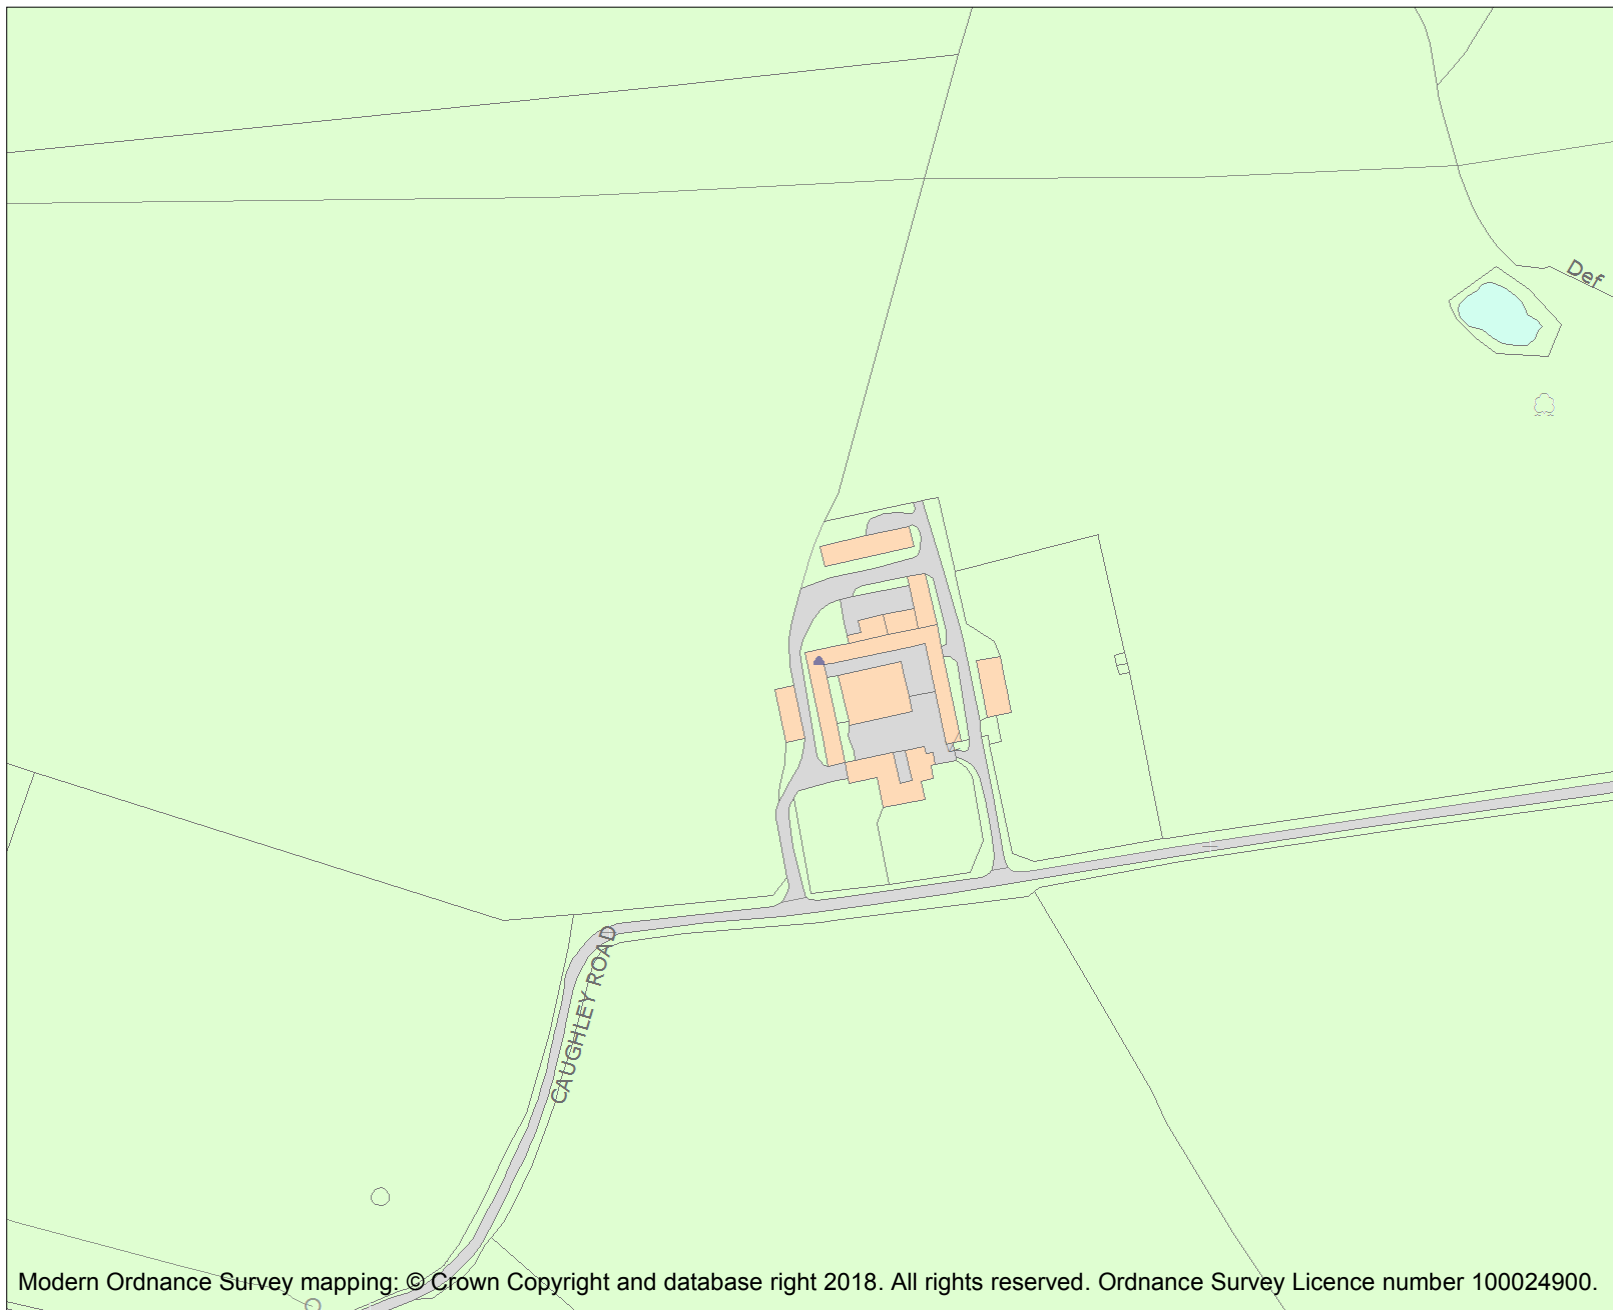 Def
CAUGHLEY ROAD
Modern Ordnance Survey mapping: © Crown Copyright and database right 2018. All rights reserved. Ordnance Survey Licence number 100024900.